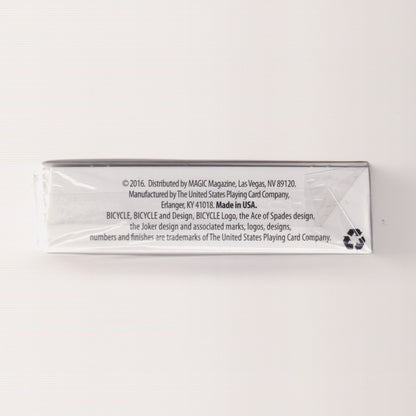 © 2016. Distributed by MAGIC Magazine, Las Vegas, NV 89120.
Manufactured by The United States Playing Card Company,
Erlanger, KY 41018. Made in USA.
BICYCLE, BICYCLE and Design, BICYCLE Logo, the Ace of Spades design,
the Joker design and associated marks, logos, designs,
numbers and finishes are trademarks of The United States Playing Card Company.